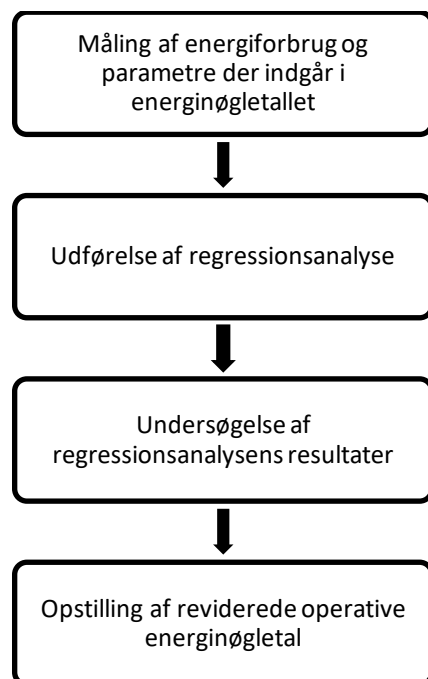 Måling af energiforbrug og
parametre der indgår i
energinøgletallet
Udførelse af regressionsanalyse
Undersøgelse af
regressionsanalysens resultater
Opstilling af reviderede operative
energinøgletal